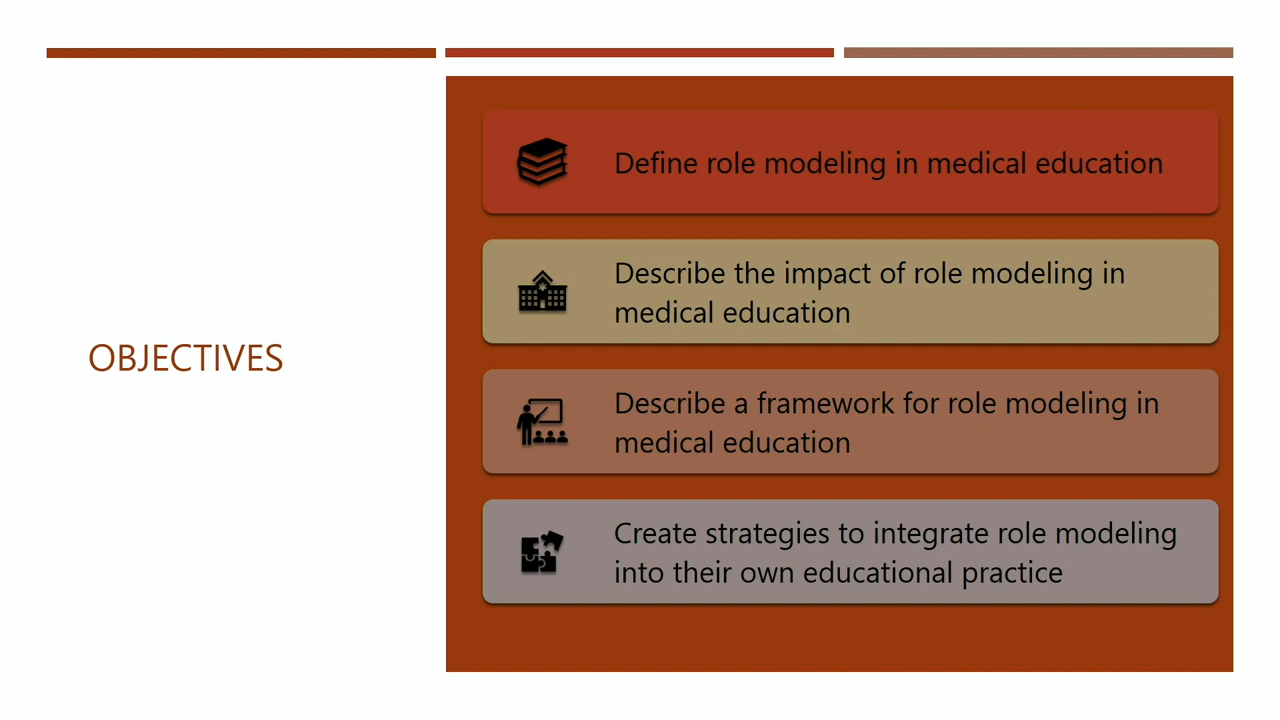 OBJECTIVES
Define role modeling in medical education
Describe the impact of role modeling in
medical education
Describe a framework for role modeling in
medical education
Create strategies to integrate role modeling
into their own educational practice